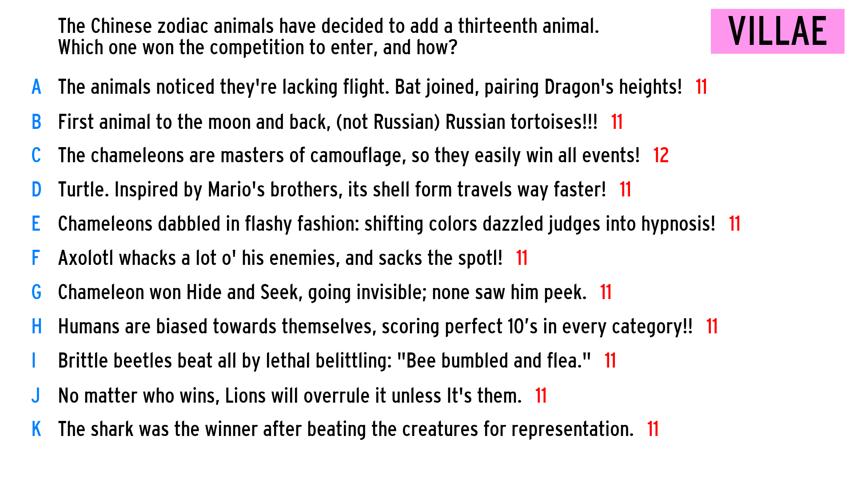 The Chinese zodiac animals have decided to add a thirteenth animal.
Which one won the competition to enter, and how?
VILLAE
A The animals noticed they're lacking flight. Bat joined, pairing Dragon's heights! 11
B First animal to the moon and back, (not Russian) Russian tortoises!!! 11
C The chameleons are masters of camouflage, so they easily win all events! 12
D Turtle. Inspired by Mario's brothers, its shell form travels way faster! 11
E Chameleons dabbled in flashy fashion: shifting colors dazzled judges into hypnosis! 11
F Axolotl whacks a lot o' his enemies, and sacks the spotl! 11
G Chameleon won Hide and Seek, going invisible; none saw him peek. 11
H Humans are biased towards themselves, scoring perfect 10's in every category!! 11
I Brittle beetles beat all by lethal belittling: "Bee bumbled and flea." 11
J No matter who wins, Lions will overrule it unless It's them. 11
K The shark was the winner after beating the creatures for representation. 11